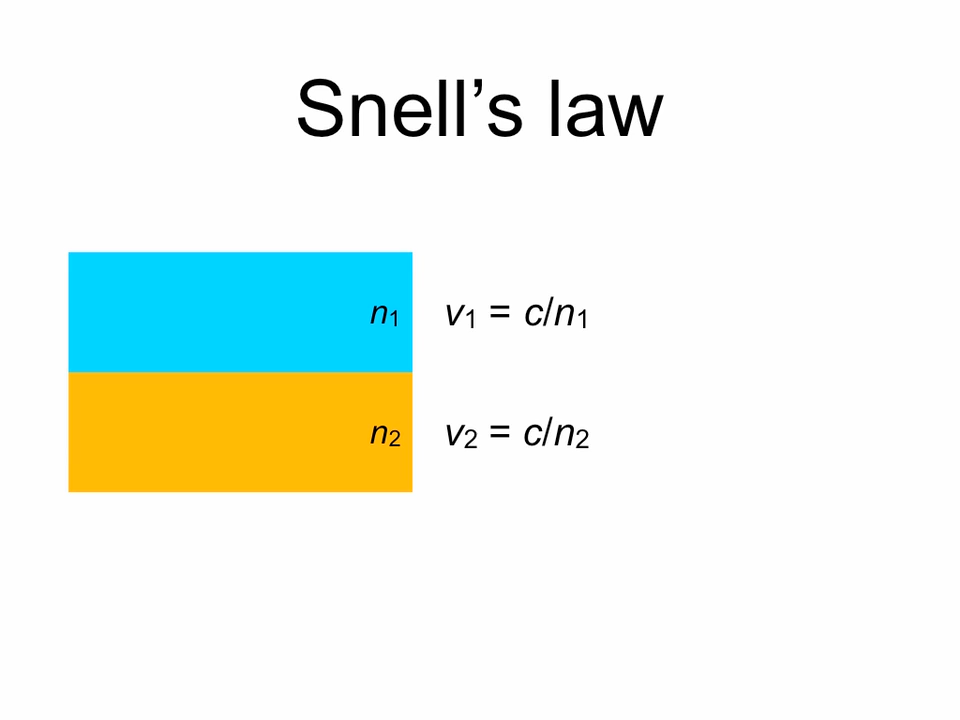 Snell’s law
n1 v1 = c/n1
n2 v2 = c/n2